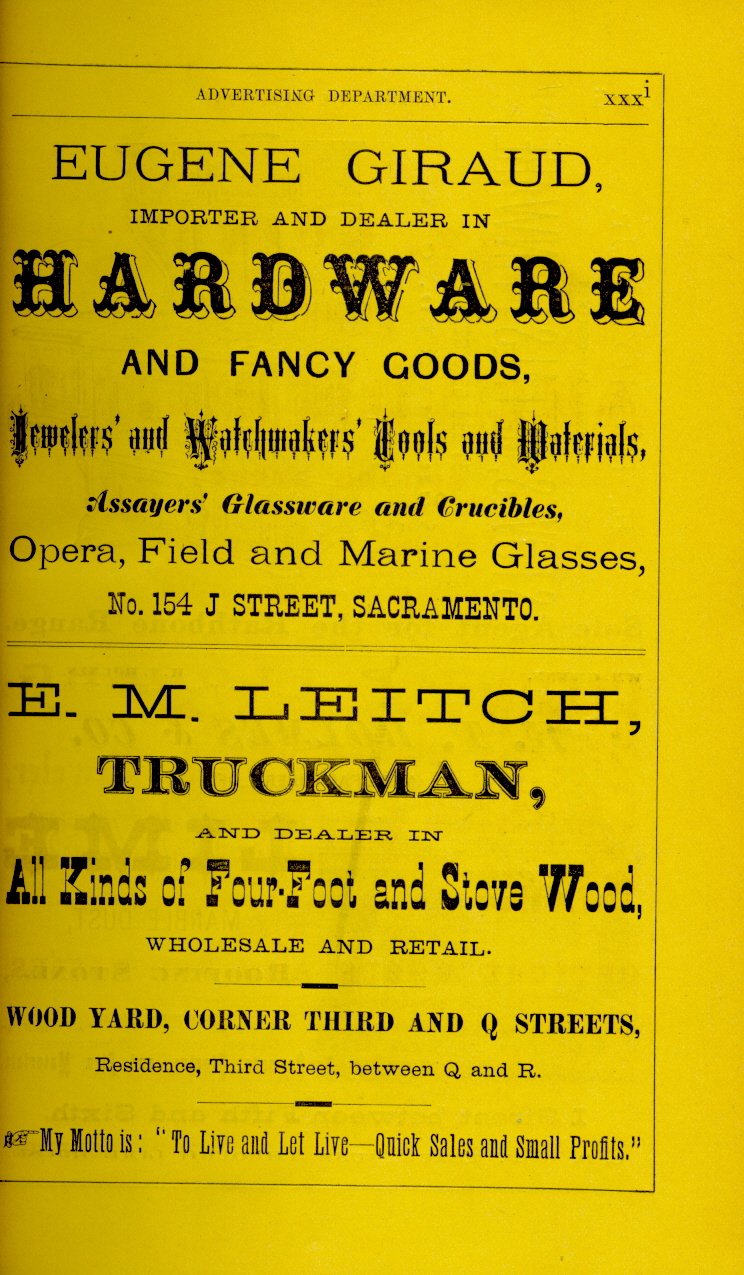 ADVERTISING DEPARTMENT. xxxi
EUGENE GIRAUD,
IMPORTER AND DEALER IN
HARDWARE
AND FANCY GOODS,
Jewelers' and Watchmakers' Tools and Materials,
Assayers' Glassware and Crucibles,
Opera, Field and Marine Glasses,
No. 154 J STREET, SACRAMENTO.
E. M. LEITCH,
TRUCKMAN,
AND DEALER IN
All Kinds of Four-Foot and Stove Wood,
WHOLESALE AND RETAIL.
WOOD YARD, CORNER THIRD AND Q STREETS,
Residence, Third Street, between Q and R.
☞ My Motto is: "To Live and Let Live—Quick Sales and Small Profits."